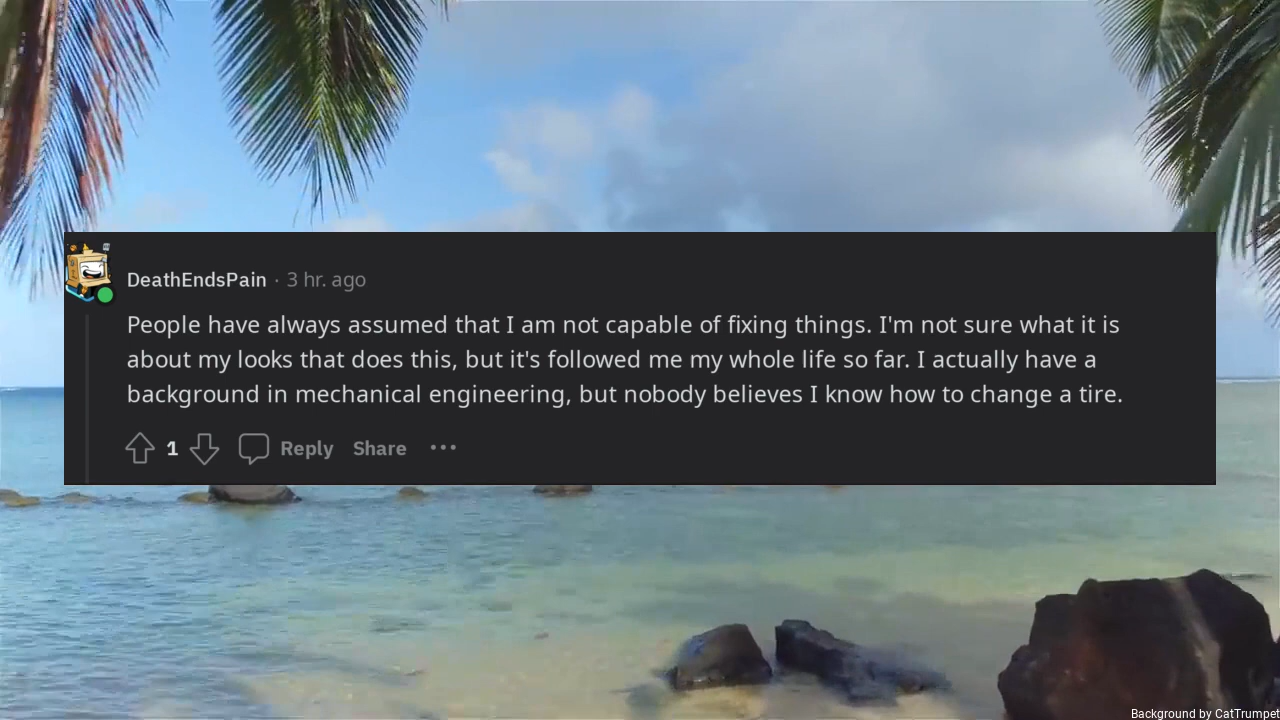 DeathEndsPain · 3 hr. ago
People have always assumed that I am not capable of fixing things. I'm not sure what it is
about my looks that does this, but it's followed me my whole life so far. I actually have a
background in mechanical engineering, but nobody believes I know how to change a tire.
1 Reply Share ···
Background by CatTrumpet